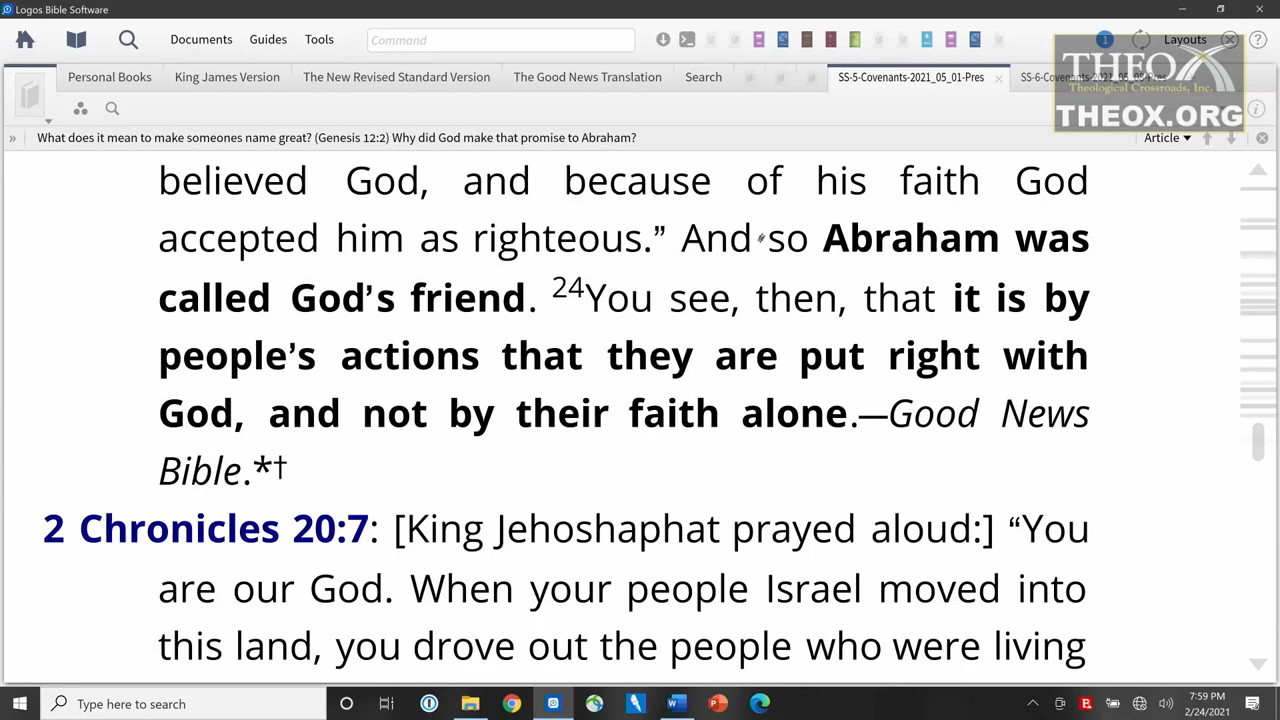 Logos Bible Software
Documents Guides Tools Command Layouts
Personal Books King James Version The New Revised Standard Version The Good News Translation Search SS-5-Covenants-2021_05_01-Pres
THEOX
Theological Crossroads, Inc.
THEOX.ORG
What does it mean to make someones name great? (Genesis 12:2) Why did God make that promise to Abraham? Article
believed God, and because of his faith God
accepted him as righteous.” And so Abraham was
called God’s friend. 24You see, then, that it is by
people’s actions that they are put right with
God, and not by their faith alone.—Good News
Bible.*†
2 Chronicles 20:7: [King Jehoshaphat prayed aloud:] “You
are our God. When your people Israel moved into
this land, you drove out the people who were living
Type here to search
7:59 PM
2/24/2021